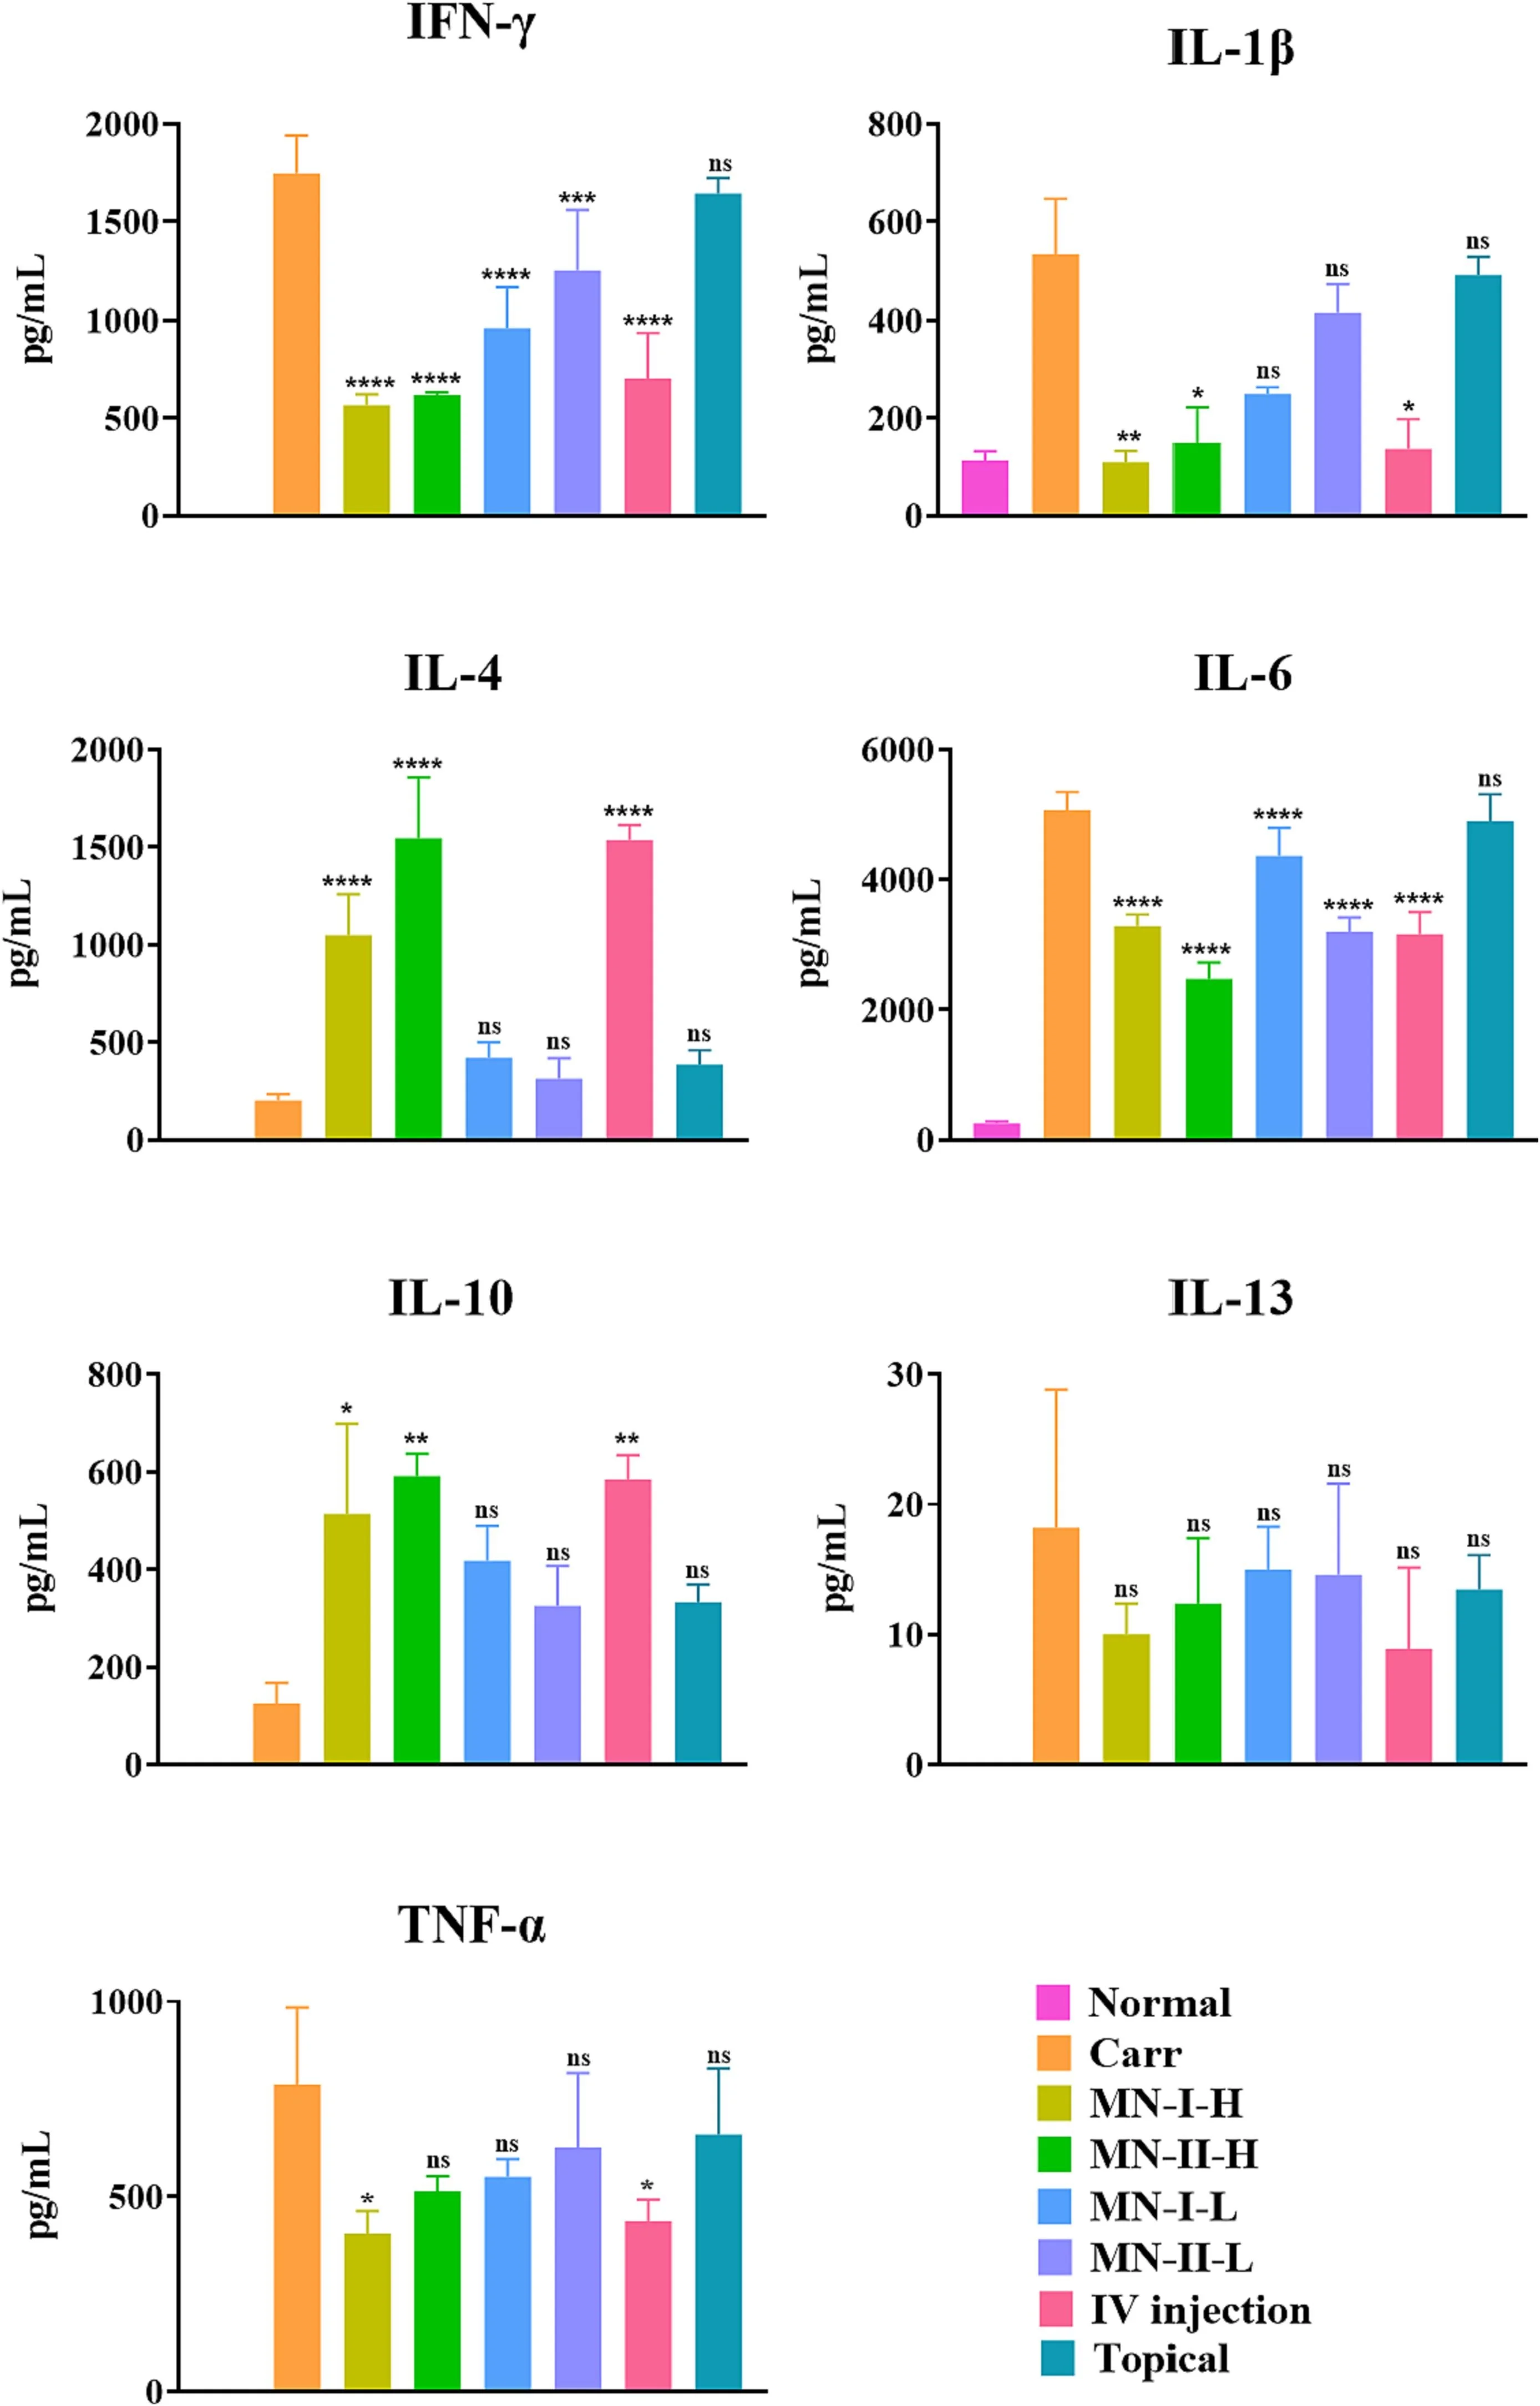 IFN-γ
pg/mL
2000
1500
1000
500
0
****
****
****
***
****
ns
IL-1β
pg/mL
800
600
400
200
0
**
*
ns
ns
*
ns
IL-4
pg/mL
2000
1500
1000
500
0
****
****
ns
ns
****
ns
IL-6
pg/mL
6000
4000
2000
0
****
****
****
****
****
ns
IL-10
pg/mL
800
600
400
200
0
*
**
ns
ns
**
ns
IL-13
pg/mL
30
20
10
0
ns
ns
ns
ns
ns
ns
TNF-α
pg/mL
1000
500
0
*
ns
ns
ns
*
ns
Normal
Carr
MN-I-H
MN-II-H
MN-I-L
MN-II-L
IV injection
Topical